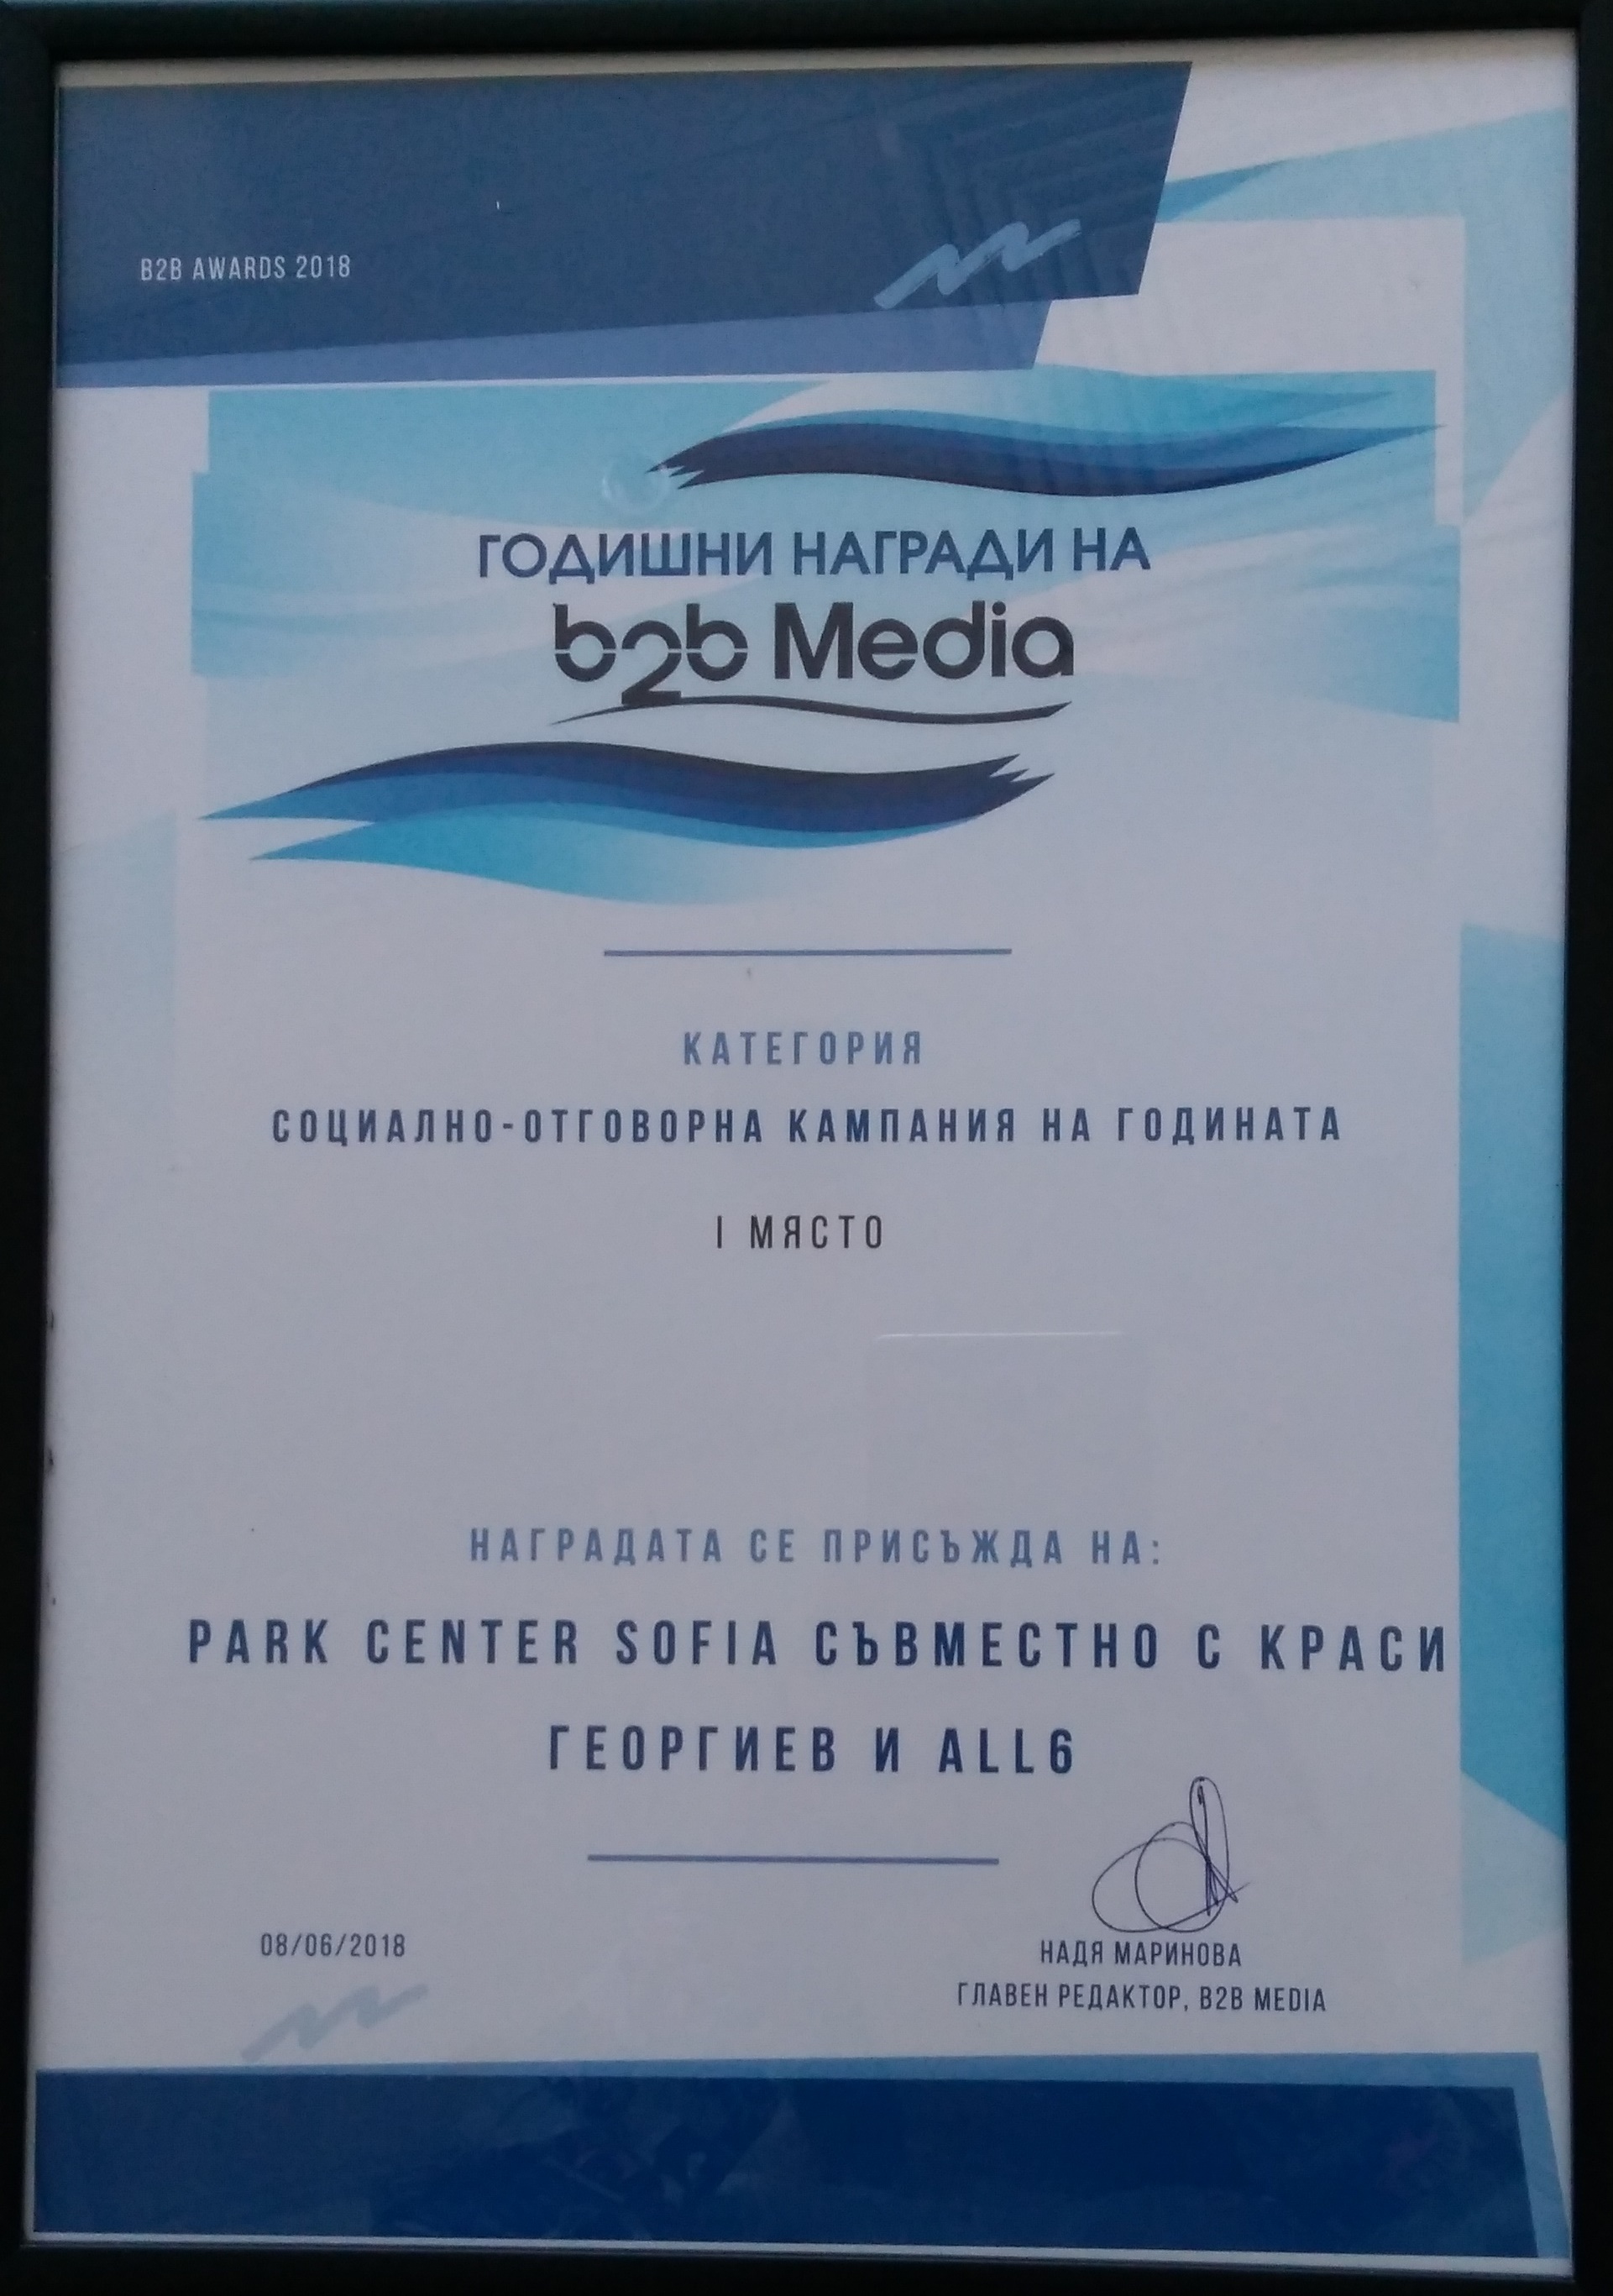 B2B AWARDS 2018
ГОДИШНИ НАГРАДИ НА
b2b Media
КАТЕГОРИЯ
СОЦИАЛНО-ОТГОВОРНА КАМПАНИЯ НА ГОДИНАТА
I МЯСТО
НАГРАДАТА СЕ ПРИСЪЖДА НА:
PARK CENTER SOFIA СЪВМЕСТНО С КРАСИ
ГЕОРГИЕВ И ALL6
08/06/2018
НАДЯ МАРИНОВА
ГЛАВЕН РЕДАКТОР, B2B MEDIA